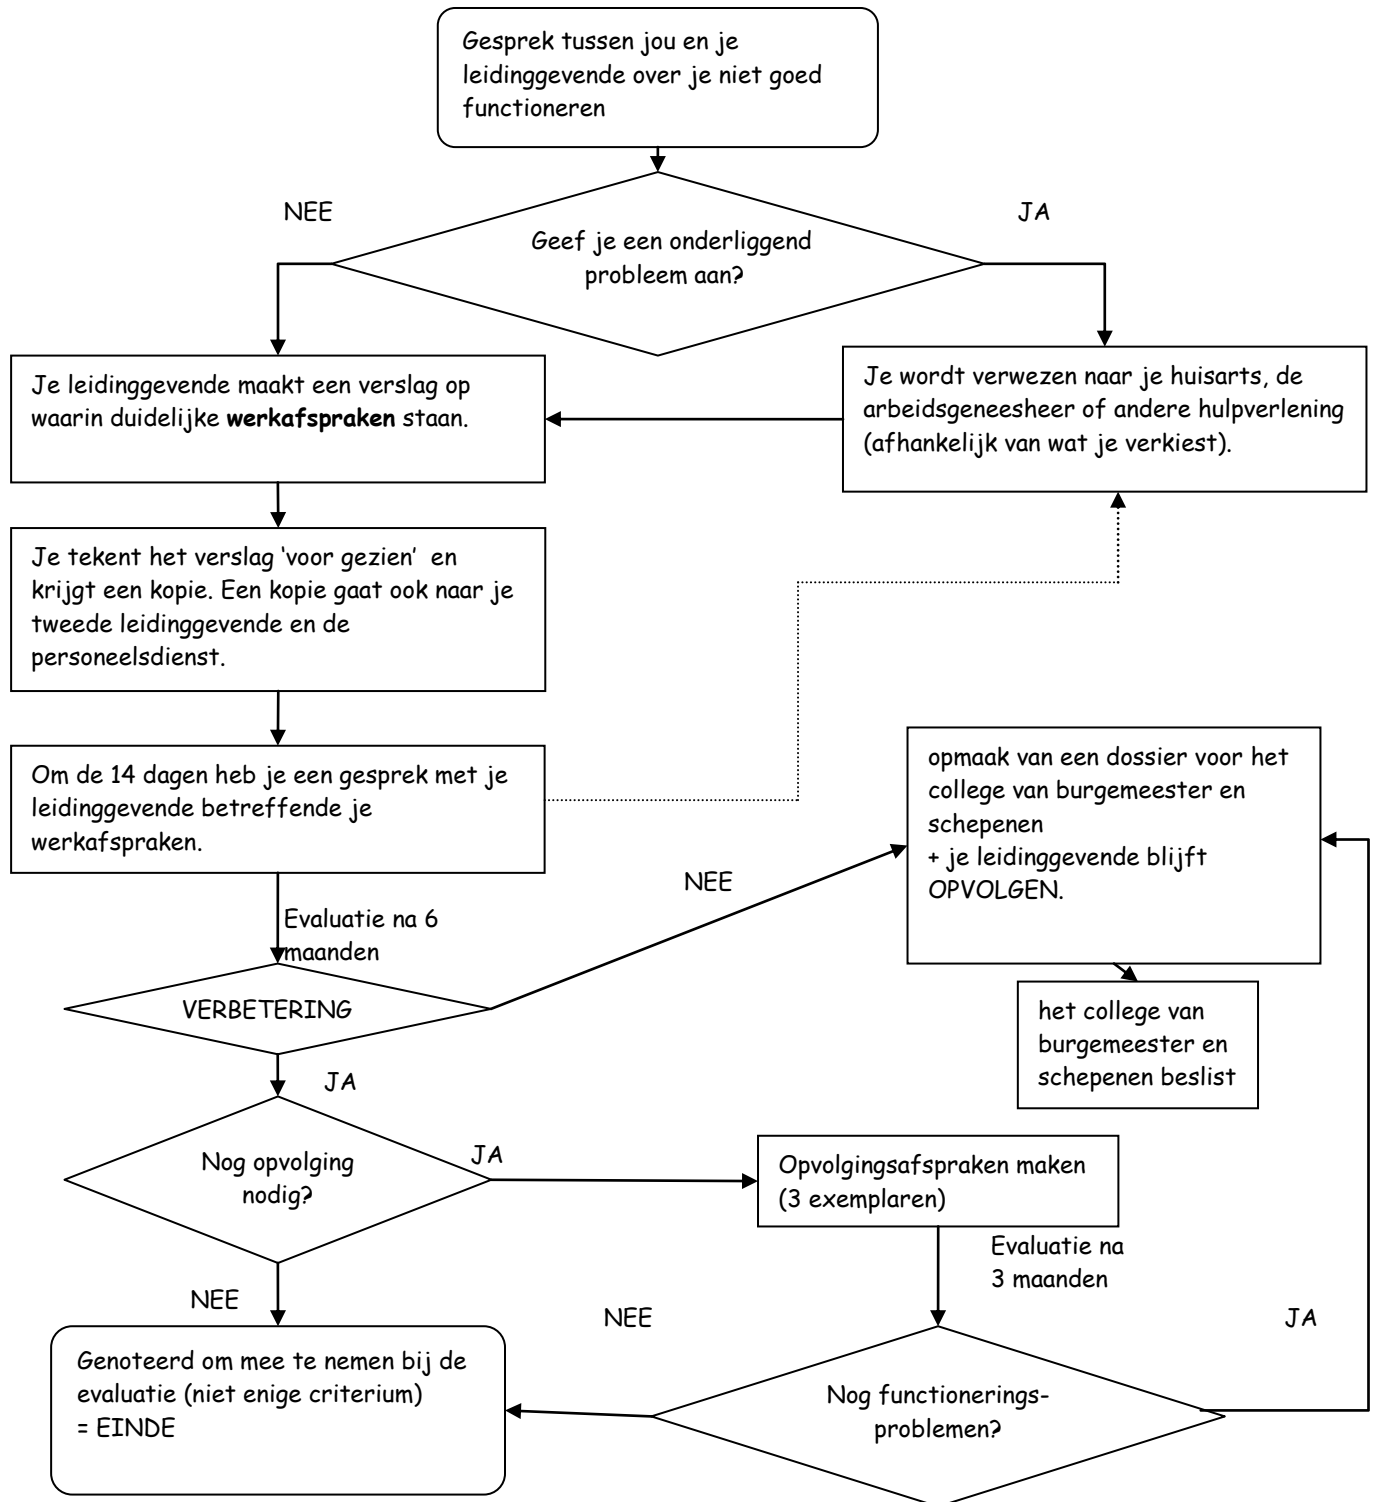 Gesprek tussen jou en je
leidinggevende over je niet goed
functioneren
NEE
JA
Geef je een onderliggend
probleem aan?
Je leidinggevende maakt een verslag op
waarin duidelijke werkafspraken staan.
Je wordt verwezen naar je huisarts, de
arbeidsgeneesheer of andere hulpverlening
(afhankelijk van wat je verkiest).
Je tekent het verslag ‘voor gezien’ en
krijgt een kopie. Een kopie gaat ook naar je
tweede leidinggevende en de
personeelsdienst.
Om de 14 dagen heb je een gesprek met je
leidinggevende betreffende je
werkafspraken.
opmaak van een dossier voor het
college van burgemeester en
schepenen
+ je leidinggevende blijft
OPVOLGEN.
NEE
Evaluatie na 6
maanden
VERBETERING
het college van
burgemeester en
schepenen beslist
JA
Nog opvolging
nodig?
JA
Opvolgingsafspraken maken
(3 exemplaren)
Evaluatie na
3 maanden
NEE
NEE
JA
Genoteerd om mee te nemen bij de
evaluatie (niet enige criterium)
= EINDE
Nog functionerings-
problemen?